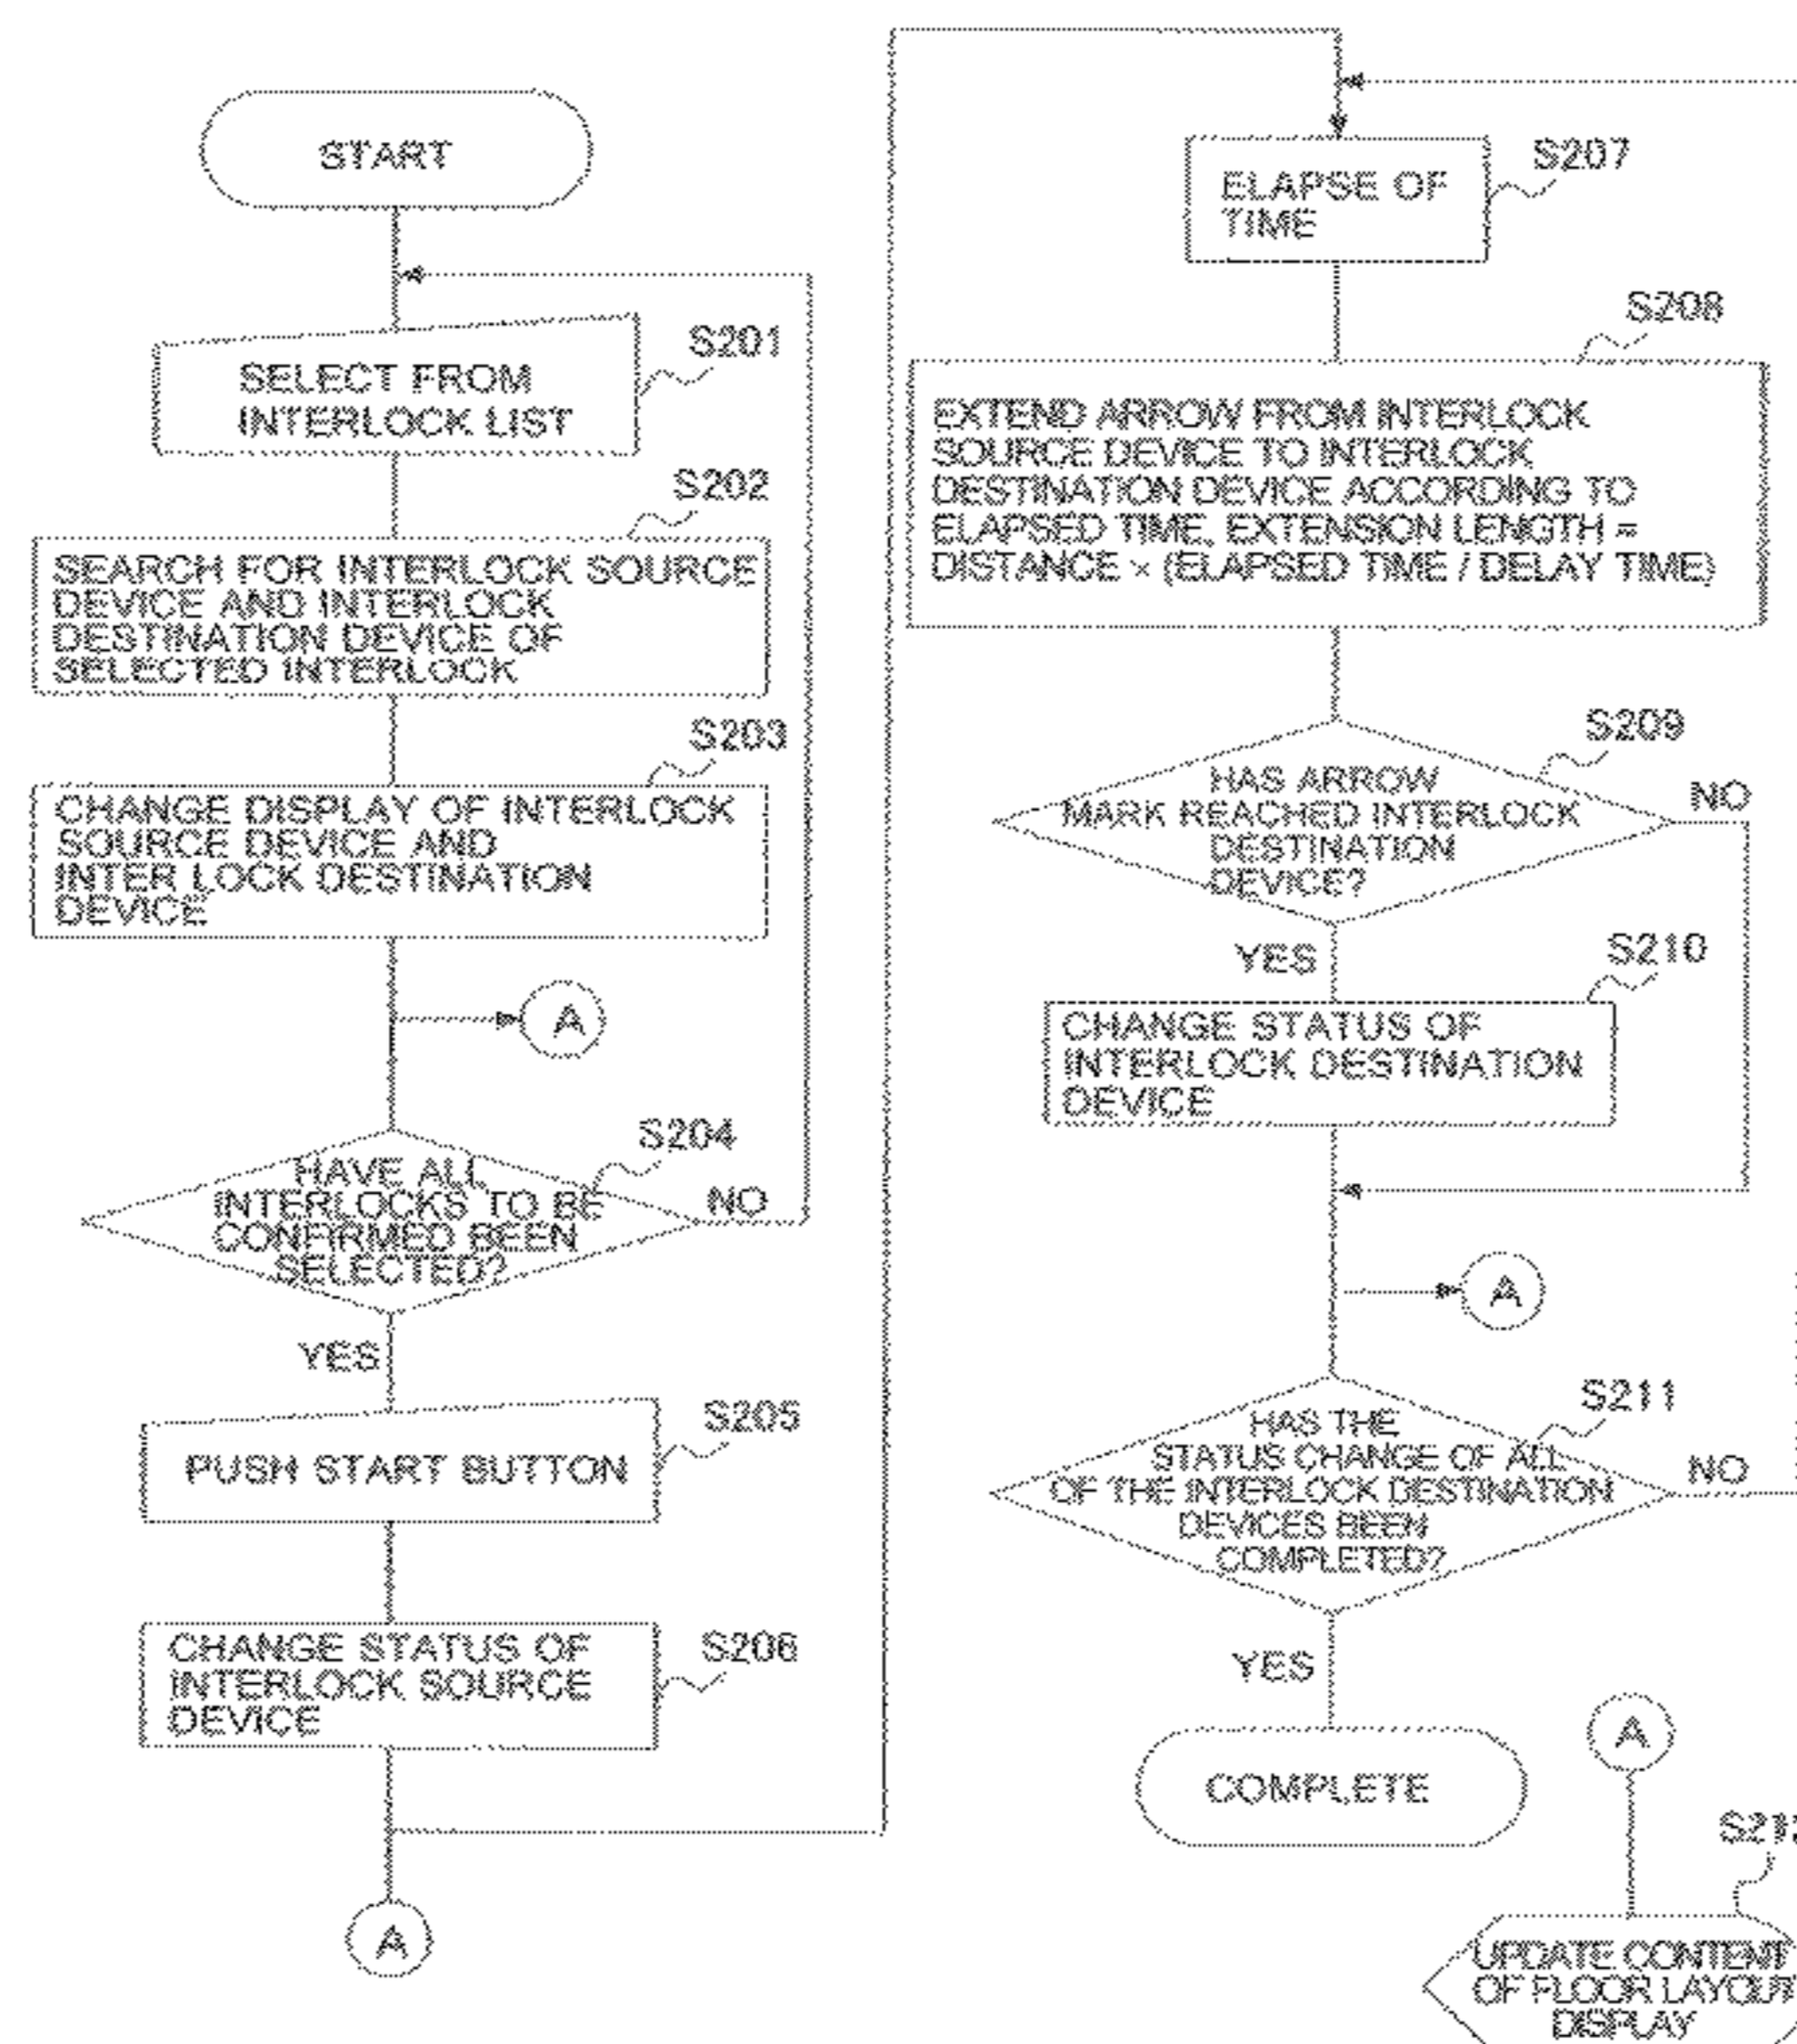 START
S201
SELECT FROM
INTERLOCK LIST
S202
SEARCH FOR INTERLOCK SOURCE
DEVICE AND INTERLOCK
DESTINATION DEVICE OF
SELECTED INTERLOCK
S203
CHANGE DISPLAY OF INTERLOCK
SOURCE DEVICE AND
INTER LOCK DESTINATION
DEVICE
A
S204
HAVE ALL
INTERLOCKS TO BE
CONFIRMED BEEN
SELECTED?
NO
YES
S205
PUSH START BUTTON
S206
CHANGE STATUS OF
INTERLOCK SOURCE
DEVICE
A
S207
ELAPSE OF
TIME
S208
EXTEND ARROW FROM INTERLOCK
SOURCE DEVICE TO INTERLOCK
DESTINATION DEVICE ACCORDING TO
ELAPSED TIME, EXTENSION LENGTH =
DISTANCE × (ELAPSED TIME / DELAY TIME)
S209
HAS ARROW
MARK REACHED INTERLOCK
DESTINATION
DEVICE?
NO
YES
S210
CHANGE STATUS OF
INTERLOCK DESTINATION
DEVICE
A
S211
HAS THE
STATUS CHANGE OF ALL
OF THE INTERLOCK DESTINATION
DEVICES BEEN
COMPLETED?
NO
YES
COMPLETE
A
UPDATE CONTENT
OF FLOOR LAYOUT
DISPLAY